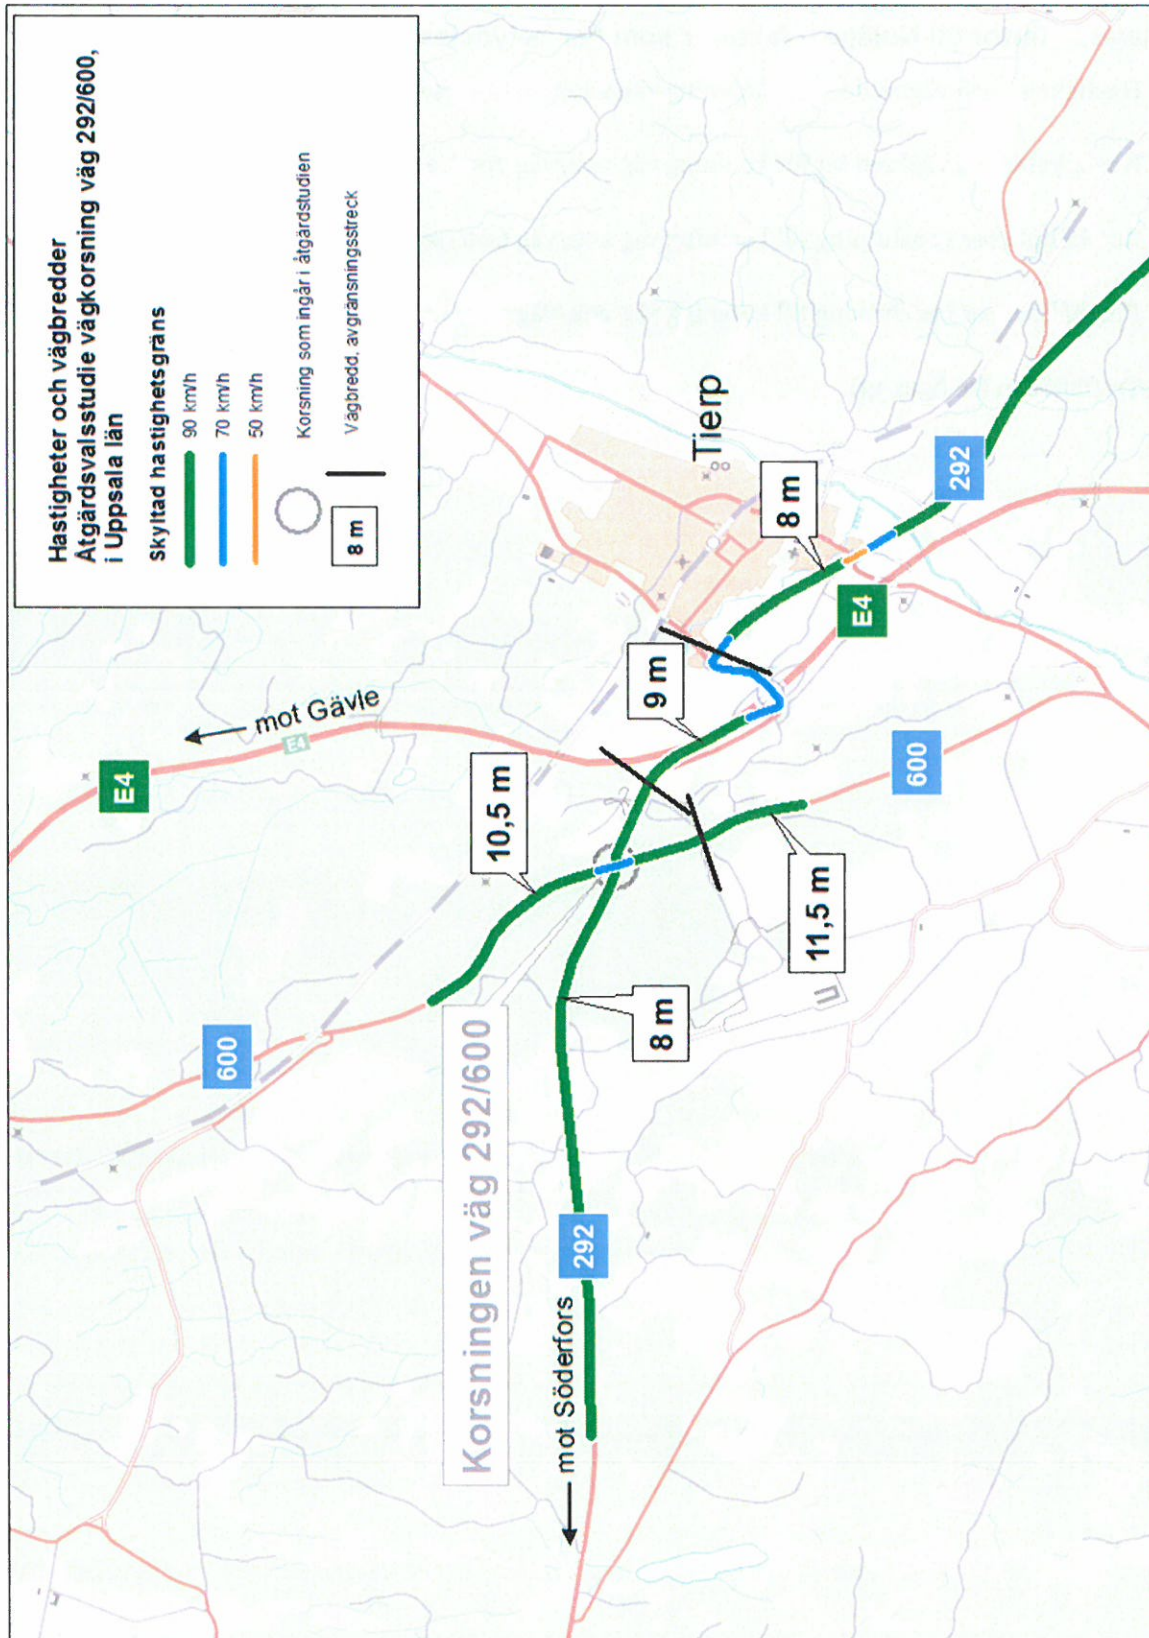 Hastigheter och vägbredder
Åtgärdsvalsstudie vägkorsning väg 292/600,
i Uppsala län
Skyltad hastighetsgräns
90 km/h
70 km/h
50 km/h
Korsning som ingår i åtgärdstudien
8 m
Vägbredd, avgränsningsstreck
E4
mot Gävle
E4
600
10,5 m
9 m
Tierp
8 m
292
E4
600
11,5 m
8 m
Korsningen väg 292/600
292
mot Söderfors